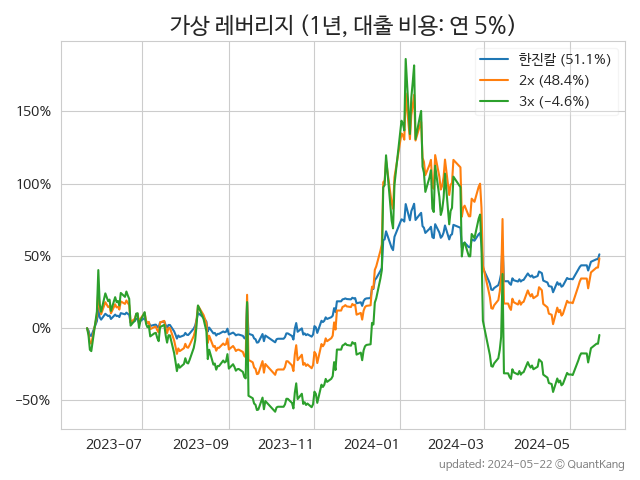 가상 레버리지 (1년, 대출 비용: 연 5%)
한진칼 (51.1%)
2x (48.4%)
3x (−4.6%)
150%
100%
50%
0%
−50%
2023-07
2023-09
2023-11
2024-01
2024-03
2024-05
updated: 2024-05-22 © QuantKang